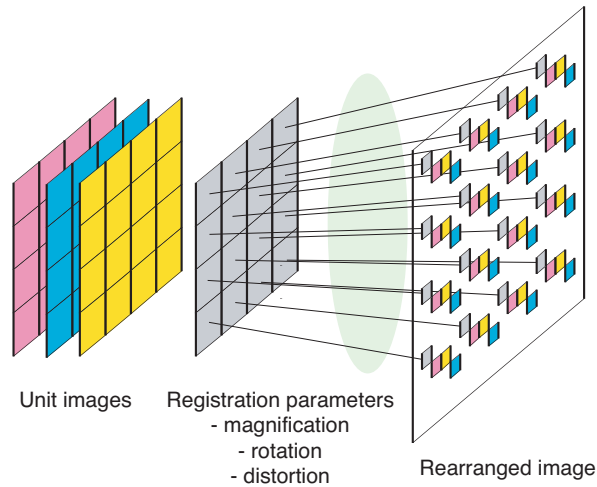 Unit images
Registration parameters
- magnification
- rotation
- distortion
Rearranged image